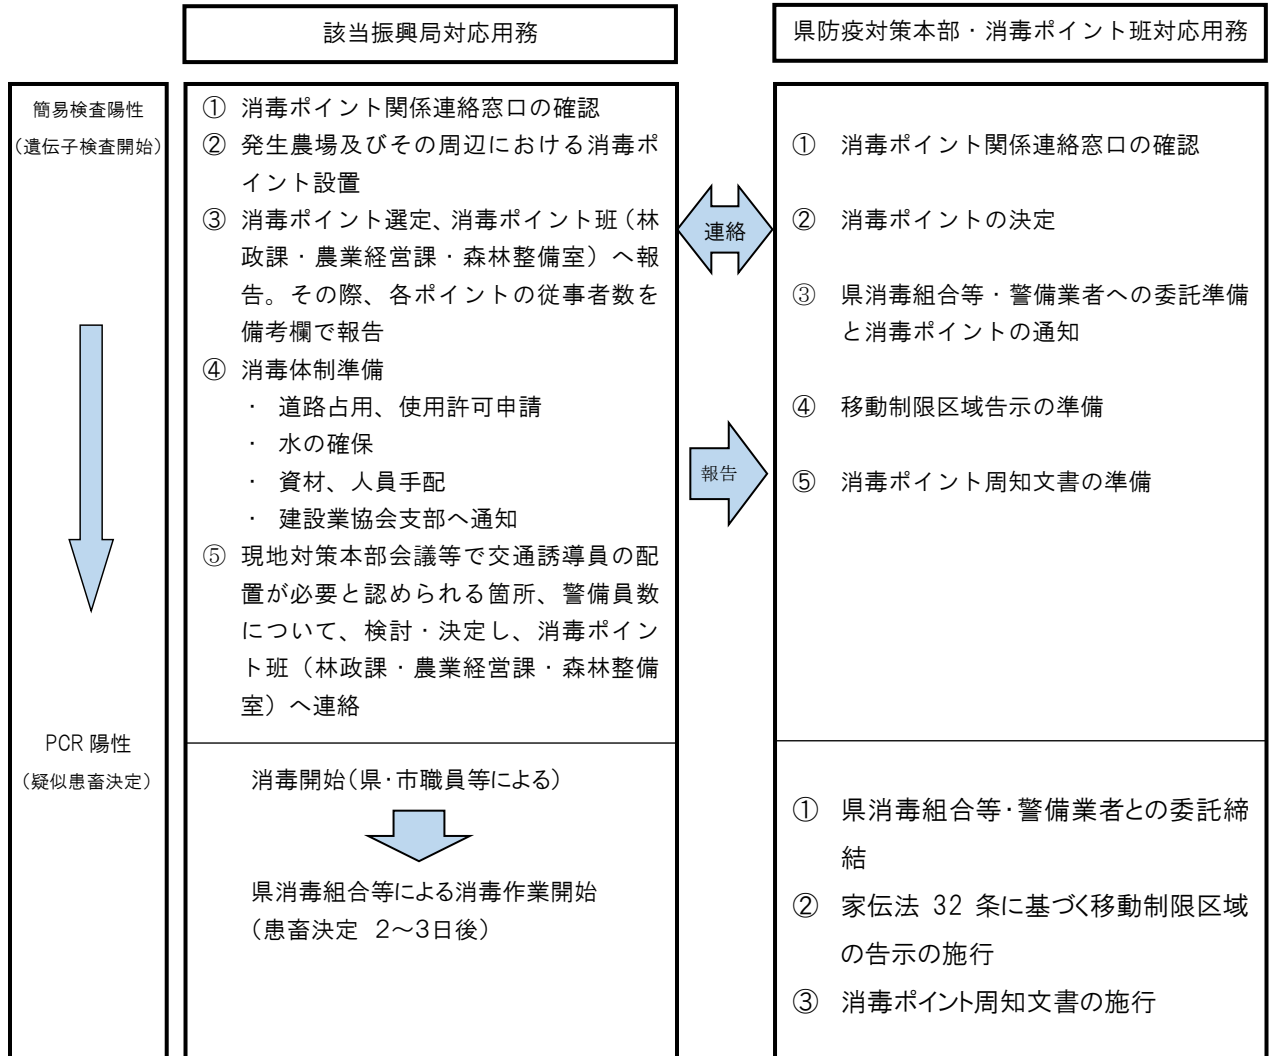 該当振興局対応用務
県防疫対策本部・消毒ポイント班対応用務
簡易検査陽性
（遺伝子検査開始）
PCR 陽性
（疑似患畜決定）
① 消毒ポイント関係連絡窓口の確認
② 発生農場及びその周辺における消毒ポ
イント設置
③ 消毒ポイント選定、消毒ポイント班（林
政課・農業経営課・森林整備室）へ報
告。その際、各ポイントの従事者数を
備考欄で報告
④ 消毒体制準備
・ 道路占用、使用許可申請
・ 水の確保
・ 資材、人員手配
・ 建設業協会支部へ通知
⑤ 現地対策本部会議等で交通誘導員の配
置が必要と認められる箇所、警備員数
について、検討・決定し、消毒ポイン
ト班（林政課・農業経営課・森林整備
室）へ連絡
消毒開始（県・市職員等による）
県消毒組合等による消毒作業開始
（患畜決定 2～3日後）
連絡
報告
① 消毒ポイント関係連絡窓口の確認
② 消毒ポイントの決定
③ 県消毒組合等・警備業者への委託準備
と消毒ポイントの通知
④ 移動制限区域告示の準備
⑤ 消毒ポイント周知文書の準備
① 県消毒組合等・警備業者との委託締
結
② 家伝法 32 条に基づく移動制限区域
の告示の施行
③ 消毒ポイント周知文書の施行